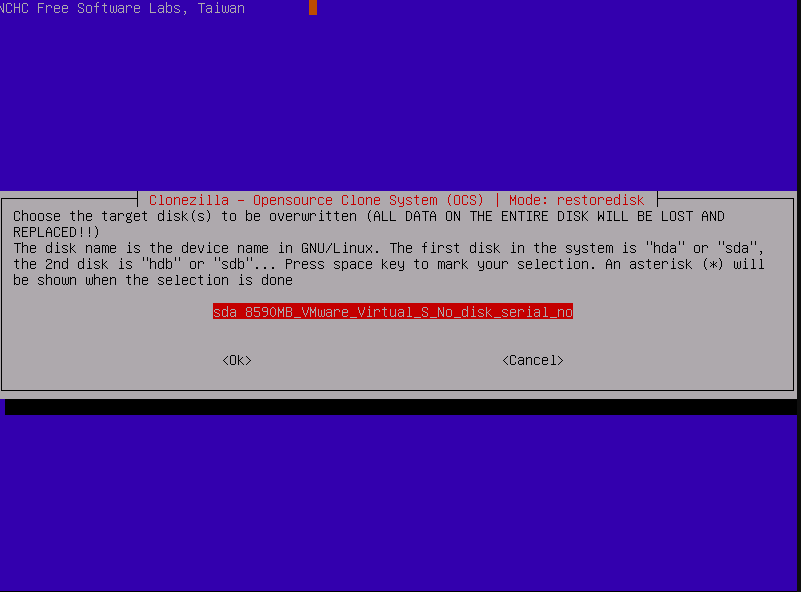 NCHC Free Software Labs, Taiwan
Clonezilla - Opensource Clone System (OCS) | Mode: restoredisk
Choose the target disk(s) to be overwritten (ALL DATA ON THE ENTIRE DISK WILL BE LOST AND
REPLACED!!)
The disk name is the device name in GNU/Linux. The first disk in the system is "hda" or "sda",
the 2nd disk is "hdb" or "sdb"... Press space key to mark your selection. An asterisk (*) will
be shown when the selection is done
sda 8590MB_VMware_Virtual_S_No_disk_serial_no
<Ok> <Cancel>